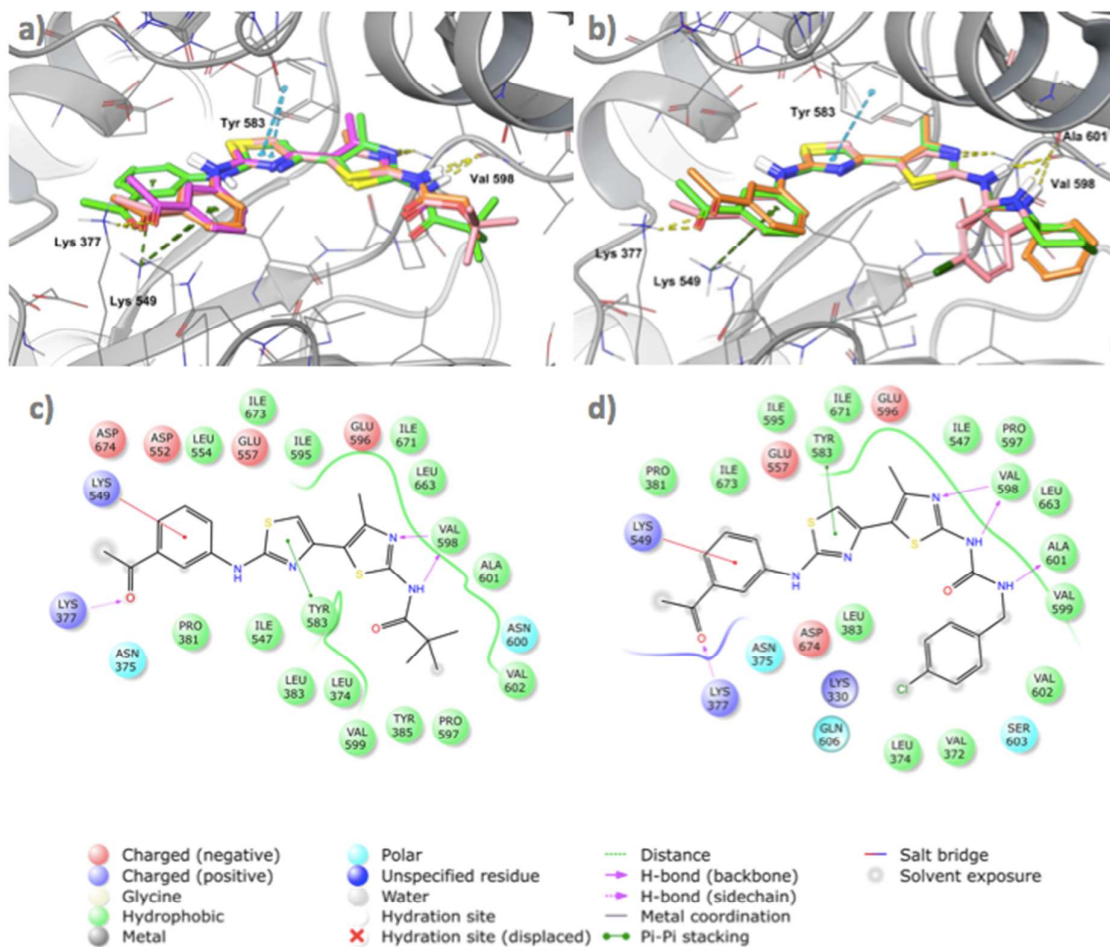 a)
b)
Tyr 583
Val 598
Lys 377
Lys 549
Tyr 583
Ala 601
Val 598
Lys 377
Lys 549
c)
ASP 674
ASP 552
LEU 554
ILE 673
GLU 557
ILE 595
GLU 596
ILE 671
LEU 663
LYS 549
S
N
N
H
N
S
NH
O
VAL 598
ALA 601
LYS 377
O
ASN 375
PRO 381
ILE 547
TYR 583
ASN 600
VAL 602
LEU 383
LEU 374
VAL 599
TYR 385
PRO 597
d)
ILE 595
ILE 671
GLU 596
TYR 583
GLU 557
ILE 547
PRO 597
PRO 381
ILE 673
VAL 598
LEU 663
LYS 549
S
N
N
H
N
S
NH
O
NH
ALA 601
VAL 599
O
ASN 375
ASP 674
LEU 383
LYS 377
LYS 330
GLN 606
Cl
VAL 602
SER 603
LEU 374
VAL 372
Charged (negative)
Charged (positive)
Glycine
Hydrophobic
Metal
Polar
Unspecified residue
Water
Hydration site
Hydration site (displaced)
Distance
H-bond (backbone)
H-bond (sidechain)
Metal coordination
Pi-Pi stacking
Salt bridge
Solvent exposure